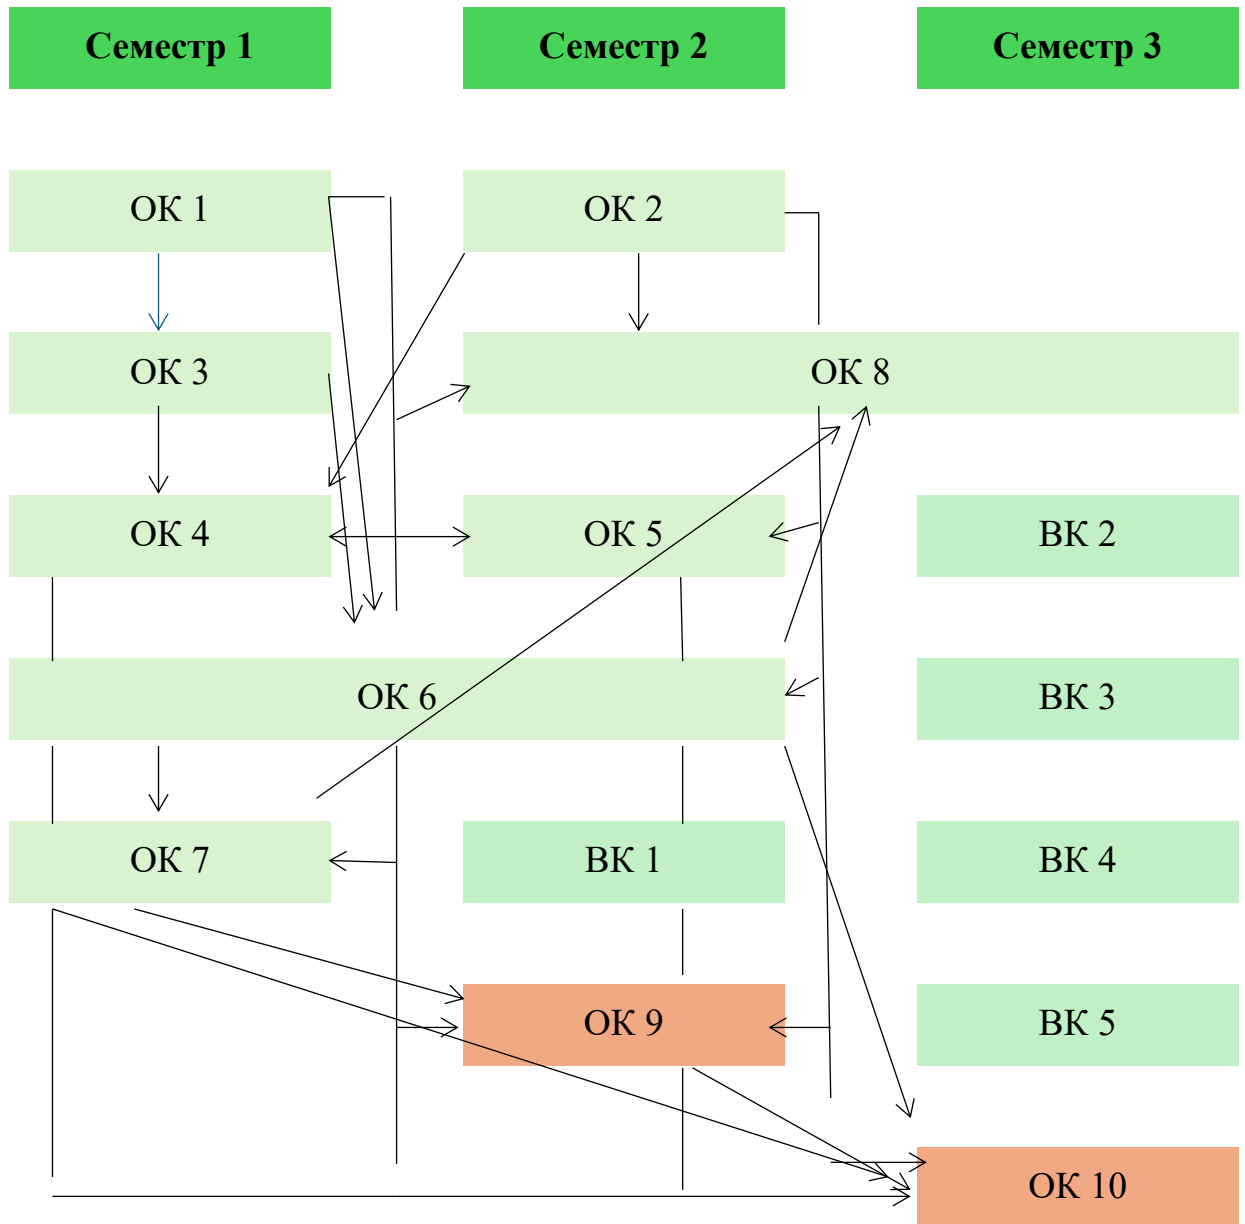 Семестр 1 Семестр 2 Семестр 3
ОК 1 ОК 2
ОК 3 ОК 8
ОК 4 ОК 5 ВК 2
ОК 6 ВК 3
ОК 7 ВК 1 ВК 4
ОК 9 ВК 5
ОК 10